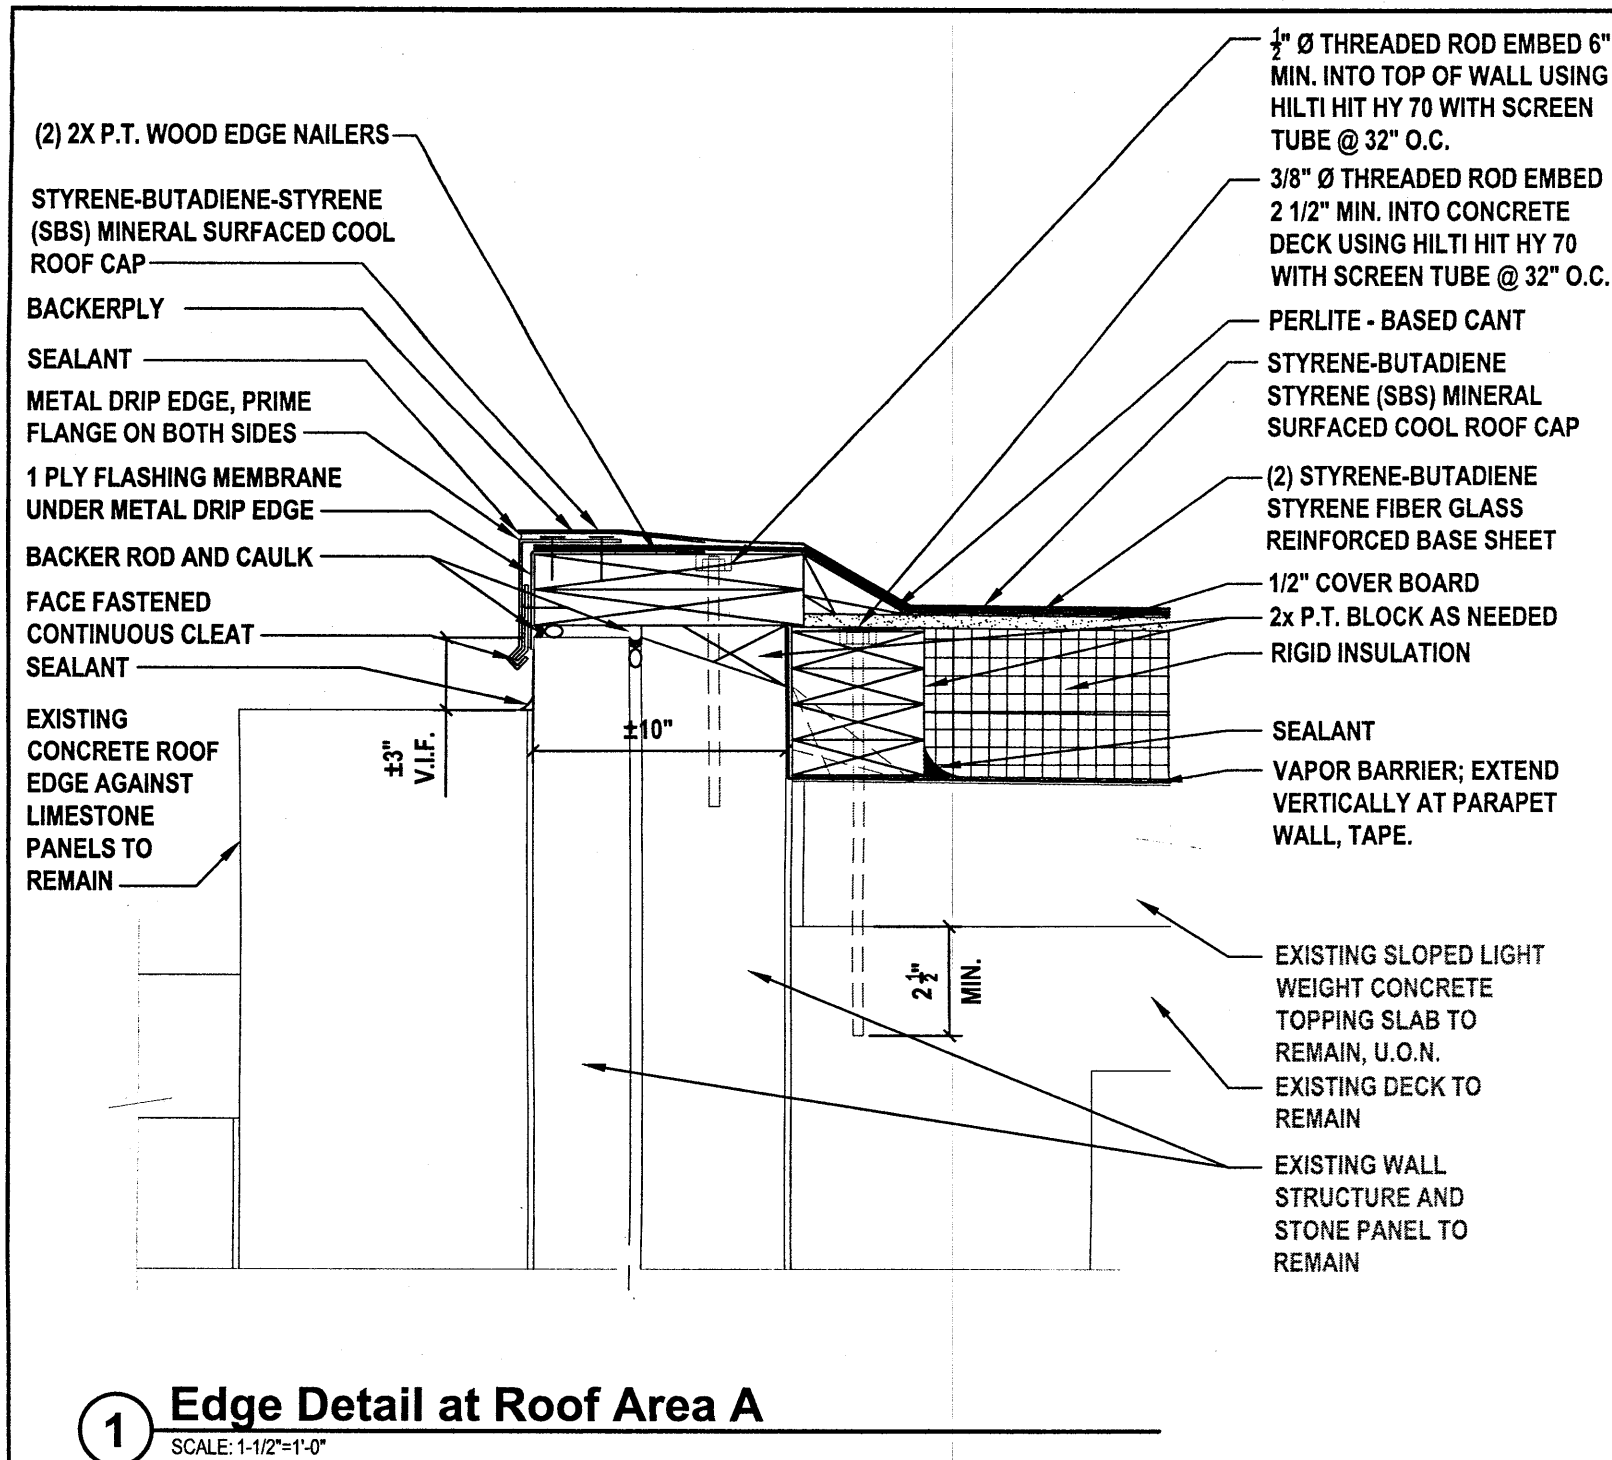 (2) 2X P.T. WOOD EDGE NAILERS
STYRENE-BUTADIENE-STYRENE
(SBS) MINERAL SURFACED COOL
ROOF CAP
BACKERPLY
SEALANT
METAL DRIP EDGE, PRIME
FLANGE ON BOTH SIDES
1 PLY FLASHING MEMBRANE
UNDER METAL DRIP EDGE
BACKER ROD AND CAULK
FACE FASTENED
CONTINUOUS CLEAT
SEALANT
EXISTING
CONCRETE ROOF
EDGE AGAINST
LIMESTONE
PANELS TO
REMAIN
±3"
V.I.F.
±10"
2 1/2"
MIN.
1/2" Ø THREADED ROD EMBED 6"
MIN. INTO TOP OF WALL USING
HILTI HIT HY 70 WITH SCREEN
TUBE @ 32" O.C.
3/8" Ø THREADED ROD EMBED
2 1/2" MIN. INTO CONCRETE
DECK USING HILTI HIT HY 70
WITH SCREEN TUBE @ 32" O.C.
PERLITE - BASED CANT
STYRENE-BUTADIENE
STYRENE (SBS) MINERAL
SURFACED COOL ROOF CAP
(2) STYRENE-BUTADIENE
STYRENE FIBER GLASS
REINFORCED BASE SHEET
1/2" COVER BOARD
2x P.T. BLOCK AS NEEDED
RIGID INSULATION
SEALANT
VAPOR BARRIER; EXTEND
VERTICALLY AT PARAPET
WALL, TAPE.
EXISTING SLOPED LIGHT
WEIGHT CONCRETE
TOPPING SLAB TO
REMAIN, U.O.N.
EXISTING DECK TO
REMAIN
EXISTING WALL
STRUCTURE AND
STONE PANEL TO
REMAIN
1
Edge Detail at Roof Area A
SCALE: 1-1/2"=1'-0"